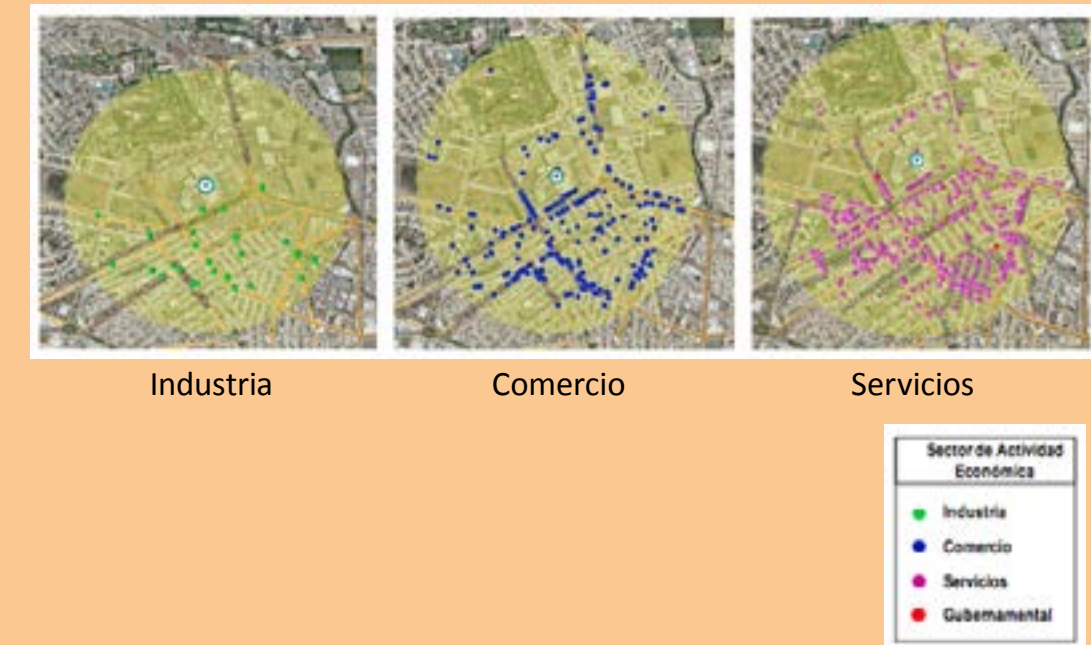 Industria
Comercio
Servicios
Sector de Actividad
Económica
Industria
Comercio
Servicios
Gubernamental